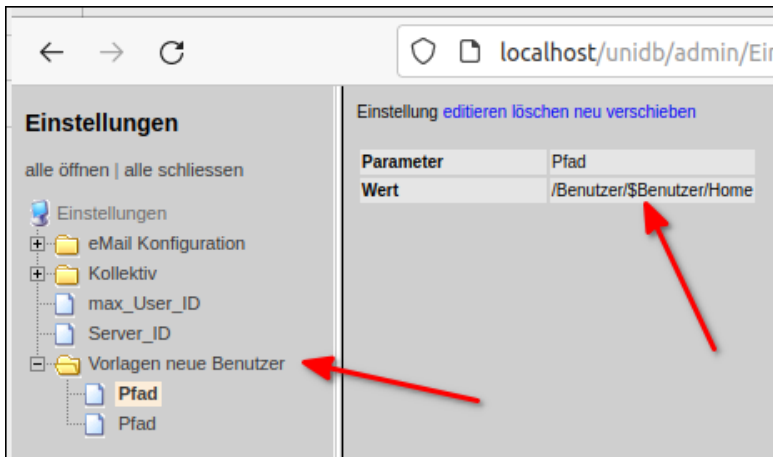 localhost/unidb/admin/Ei
Einstellungen
alle öffnen | alle schliessen
Einstellungen
eMail Konfiguration
Kollektiv
max_User_ID
Server_ID
Vorlagen neue Benutzer
Pfad
Pfad
Einstellung editieren löschen neu verschieben
Parameter Pfad
Wert /Benutzer/$Benutzer/Home